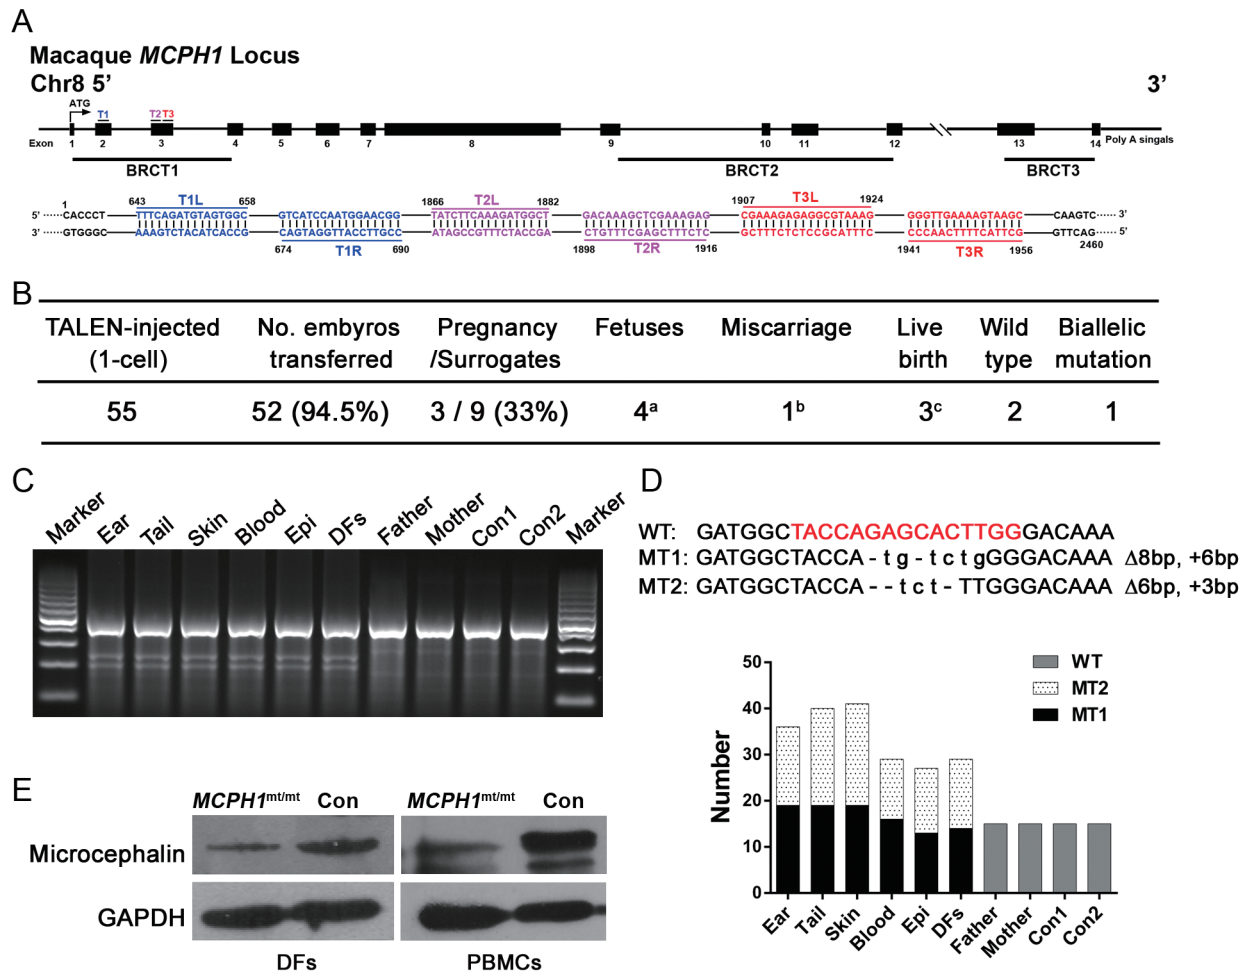 A
Macaque MCPH1 Locus
Chr8 5’ 3’
ATG T1 T2 T3
Exon 1 2 3 4 5 6 7 8 9 10 11 12 13 14 Poly A singals
BRCT1 BRCT2 BRCT3
1 643 T1L 658 1866 T2L 1882 1907 T3L 1924
5’ ······CACCCT TTTCAGATGTAGTGGC GTCATCCAATGGAACGG TATCTTCAAAGATGGCT GACAAAGCTCGAAAGAG CGAAAGAGAGGCGTAAAG GGGTTGAAAAGTAAGC CAAGTC······ 3’
3’ ······GTGGGC AAAGTCTACATCACCG CAGTAGGTTACCTTGCC ATAGCCGTTTCTACCGA CTGTTTCGAGCTTTCTC GCTTTCTCTCCGCATTTC CCCAACTTTTCATTCG GTTCAG······ 5’
674 T1R 690 1898 T2R 1916 1941 T3R 1956 2460
B
TALEN-injected (1-cell) No. embyros transferred Pregnancy /Surrogates Fetuses Miscarriage Live birth Wild type Biallelic mutation
55 52 (94.5%) 3 / 9 (33%) 4a 1b 3c 2 1
C
Marker Ear Tail Skin Blood Epi DFs Father Mother Con1 Con2 Marker
D
WT: GATGGCTACCAGAGCACTTGGGACAAA
MT1: GATGGCTACCA - t g - t c t gGGGACAAA Δ8bp, +6bp
MT2: GATGGCTACCA - - t c t - TTGGGACAAA Δ6bp, +3bp
WT
MT2
MT1
Number
50
40
30
20
10
0
Ear Tail Skin Blood Epi DFs Father Mother Con1 Con2
E
MCPH1mt/mt Con MCPH1mt/mt Con
Microcephalin
GAPDH
DFs PBMCs